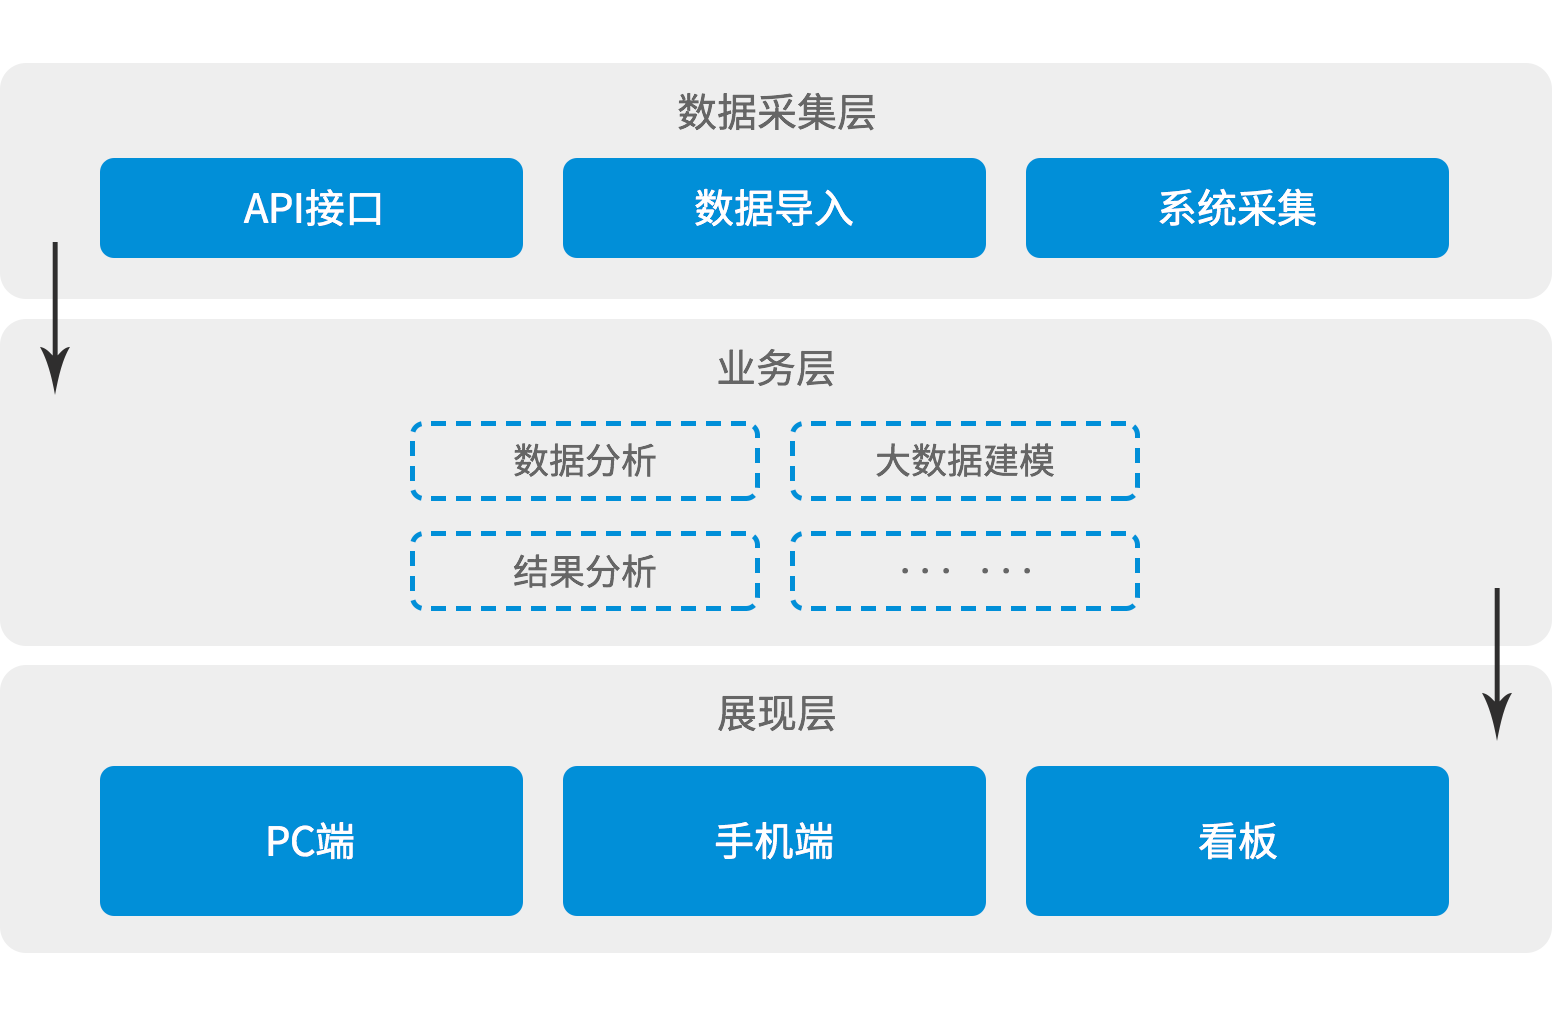 数据采集层
API接口
数据导入
系统采集
业务层
数据分析
大数据建模
结果分析
··· ···
展现层
PC端
手机端
看板